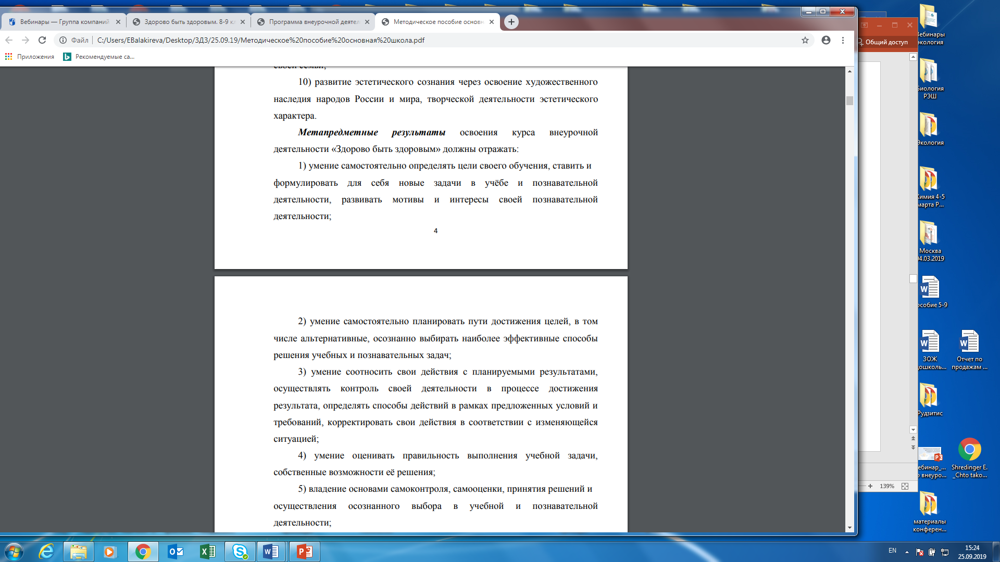 Вебинары — Группа компаний
Здорово быть здоровым. 8-9 кл
Программа внеурочной деятел
Методическое пособие основн
Файл
C:/Users/EBalakireva/Desktop/ЗДЗ/25.09.19/Методическое%20пособие%20основная%20школа.pdf
Приложения
Рекомендуемые са...
Общий доступ
своей семьи;
10) развитие эстетического сознания через освоение художественного
наследия народов России и мира, творческой деятельности эстетического
характера.
Метапредметные результаты освоения курса внеурочной
деятельности «Здорово быть здоровым» должны отражать:
1) умение самостоятельно определять цели своего обучения, ставить и
формулировать для себя новые задачи в учёбе и познавательной
деятельности, развивать мотивы и интересы своей познавательной
деятельности;
4
2) умение самостоятельно планировать пути достижения целей, в том
числе альтернативные, осознанно выбирать наиболее эффективные способы
решения учебных и познавательных задач;
3) умение соотносить свои действия с планируемыми результатами,
осуществлять контроль своей деятельности в процессе достижения
результата, определять способы действий в рамках предложенных условий и
требований, корректировать свои действия в соответствии с изменяющейся
ситуацией;
4) умение оценивать правильность выполнения учебной задачи,
собственные возможности её решения;
5) владение основами самоконтроля, самооценки, принятия решений и
осуществления осознанного выбора в учебной и познавательной
деятельности;
139%
Вебинары
экология
Биология
РЭШ
Экология
Химия 4-5
марта Р...
Москва
04.03.2019
пособие 5-9
ЗОЖ
дошколь...
Отчет по
продажам ...
Рудзитис
вебинар_...
о внеуро...
Shredinger E.
_Chto tako...
материалы
конферен...
EN
15:24
25.09.2019